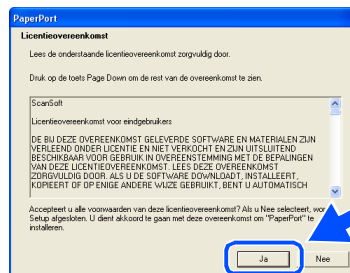 PaperPort
Licentieovereenkomst
Lees de onderstaande licentieovereenkomst zorgvuldig door.
Druk op de toets Page Down om de rest van de overeenkomst te zien.
ScanSoft
Licentieovereenkomst voor eindgebruikers
DE BIJ DEZE OVEREENKOMST GELEVERDE SOFTWARE EN MATERIALEN ZIJN
VERLEEND ONDER LICENTIE EN NIET VERKOCHT EN ZIJN UITSLUITEND
BESCHIKBAAR VOOR GEBRUIK IN OVEREENSTEMMING MET DE BEPALINGEN
VAN DEZE LICENTIEOVEREENKOMST. LEES DEZE OVEREENKOMST
ZORGVULDIG DOOR. ALS U DE SOFTWARE DOWNLOADT, INSTALLEERT,
KOPIEERT OF OP ENIGE ANDERE WIJZE GEBRUIKT, BENT U AUTOMATISCH
Accepteert u alle voorwaarden van deze licentieovereenkomst? Als u Nee selecteert, wor
Setup afgesloten. U dient akkoord te gaan met deze overeenkomst om "PaperPort" te
installeren.
Ja
Nee